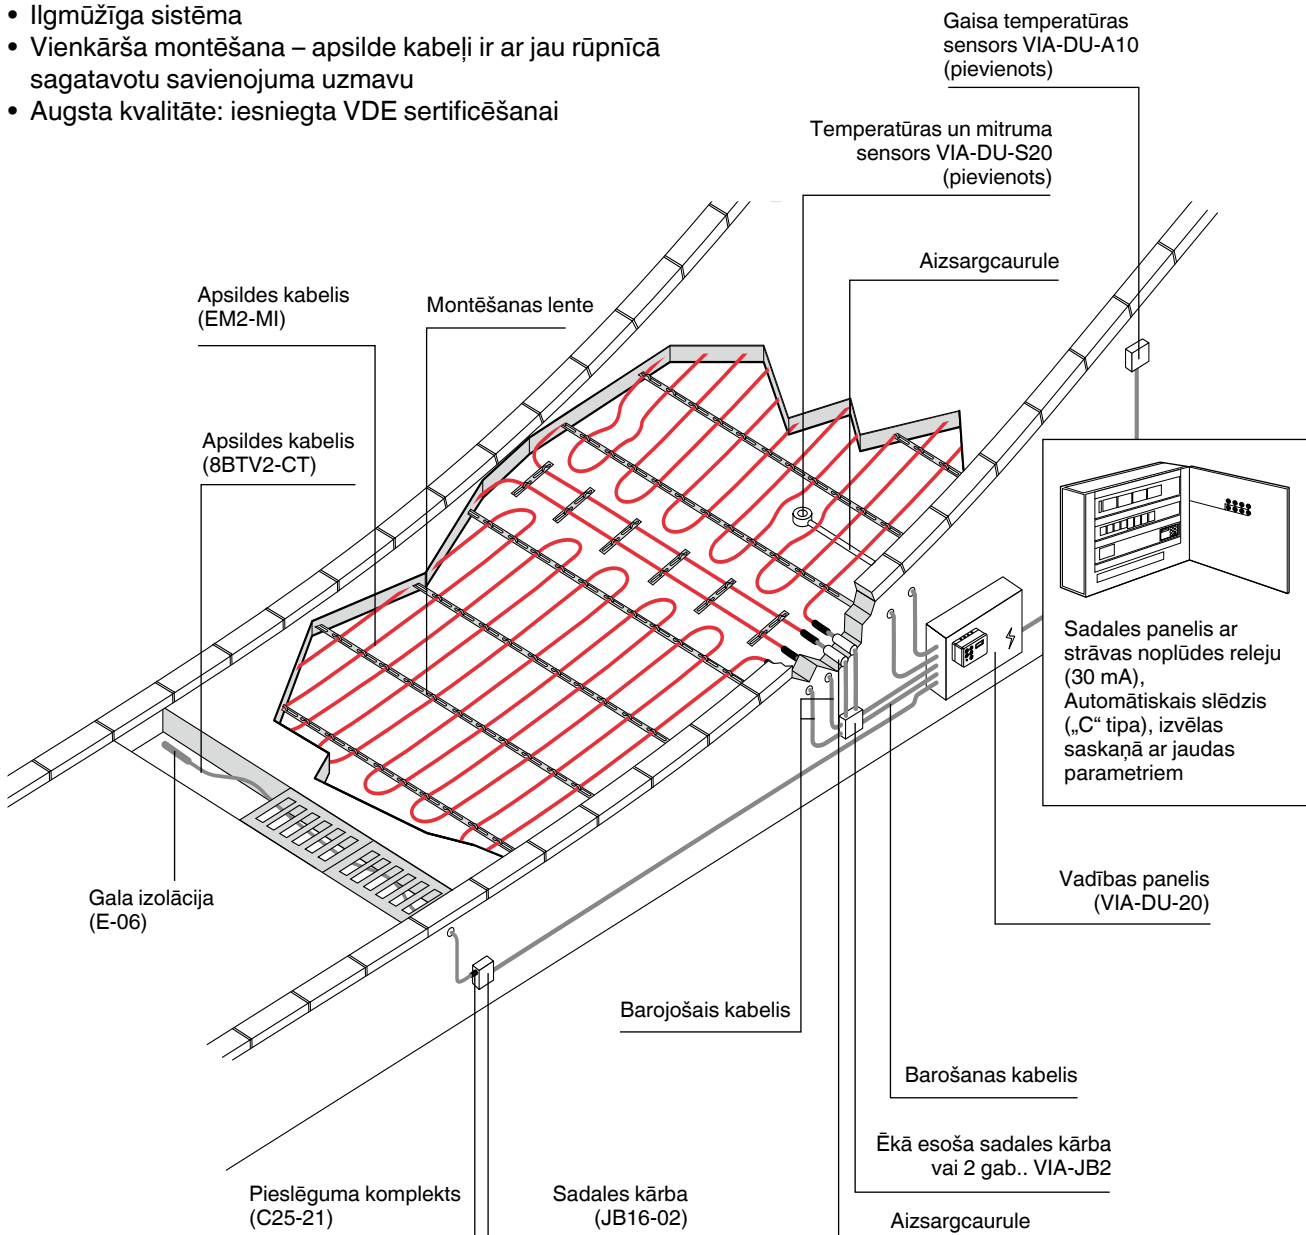 • Ilgmūžīga sistēma
• Vienkārša montēšana – apsilde kabeļi ir ar jau rūpnīcā
sagatavotu savienojuma uzmavu
• Augsta kvalitāte: iesniegta VDE sertificēšanai
Gaisa temperatūras
sensors VIA-DU-A10
(pievienots)
Temperatūras un mitruma
sensors VIA-DU-S20
(pievienots)
Aizsargcaurule
Apsildes kabelis
(EM2-MI)
Montēšanas lente
Apsildes kabelis
(8BTV2-CT)
Sadales panelis ar
strāvas noplūdes releju
(30 mA),
Automātiskais slēdzis
(„C“ tipa), izvēlas
saskaņā ar jaudas
parametriem
Gala izolācija
(E-06)
Vadības panelis
(VIA-DU-20)
Barojošais kabelis
Barošanas kabelis
Ēkā esoša sadales kārba
vai 2 gab.. VIA-JB2
Pieslēguma komplekts
(C25-21)
Sadales kārba
(JB16-02)
Aizsargcaurule